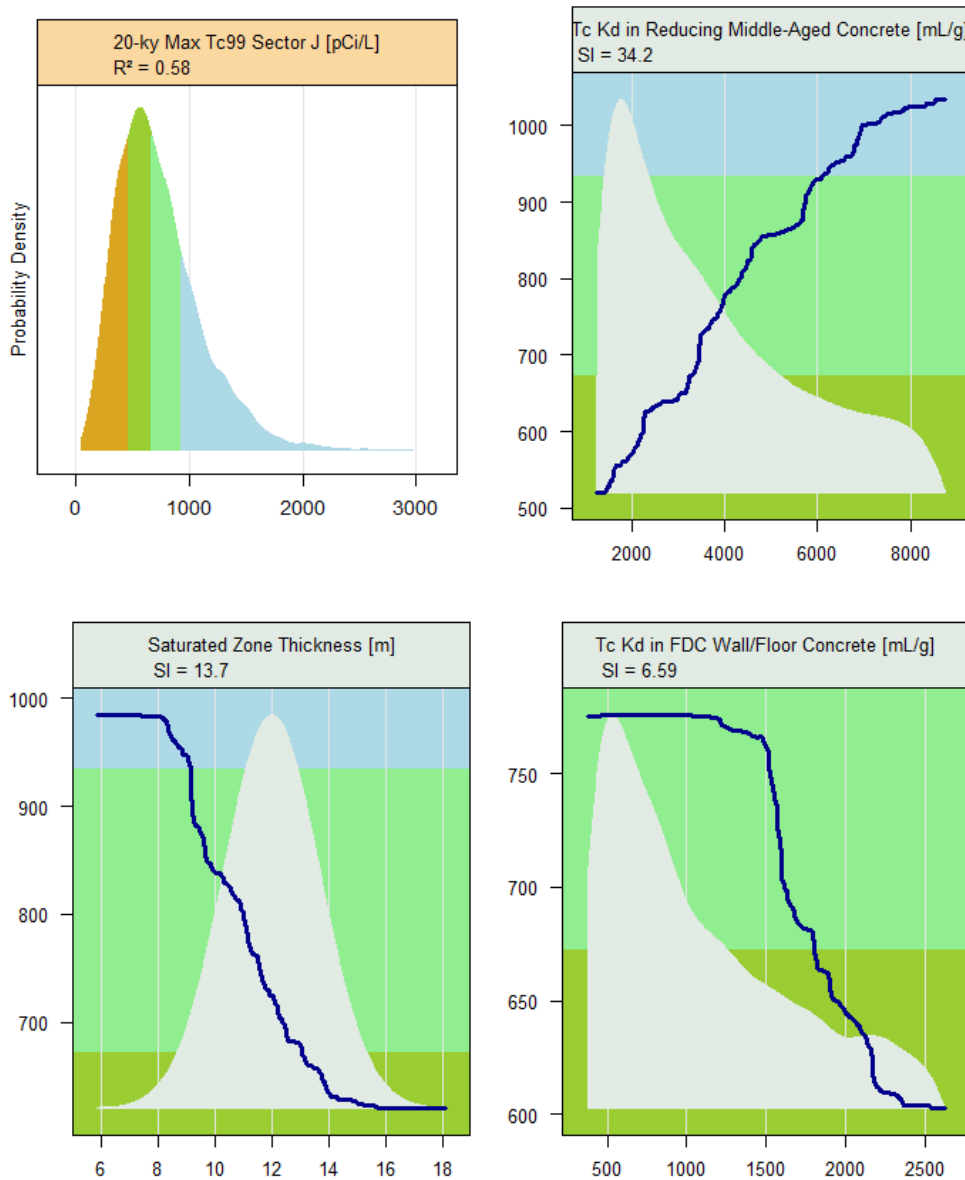 20-ky Max Tc99 Sector J [pCi/L]
R² = 0.58
Probability Density
0 1000 2000 3000
Tc Kd in Reducing Middle-Aged Concrete [mL/g]
SI = 34.2
1000
900
800
700
600
500
2000 4000 6000 8000
Saturated Zone Thickness [m]
SI = 13.7
1000
900
800
700
6 8 10 12 14 16 18
Tc Kd in FDC Wall/Floor Concrete [mL/g]
SI = 6.59
750
700
650
600
500 1000 1500 2000 2500